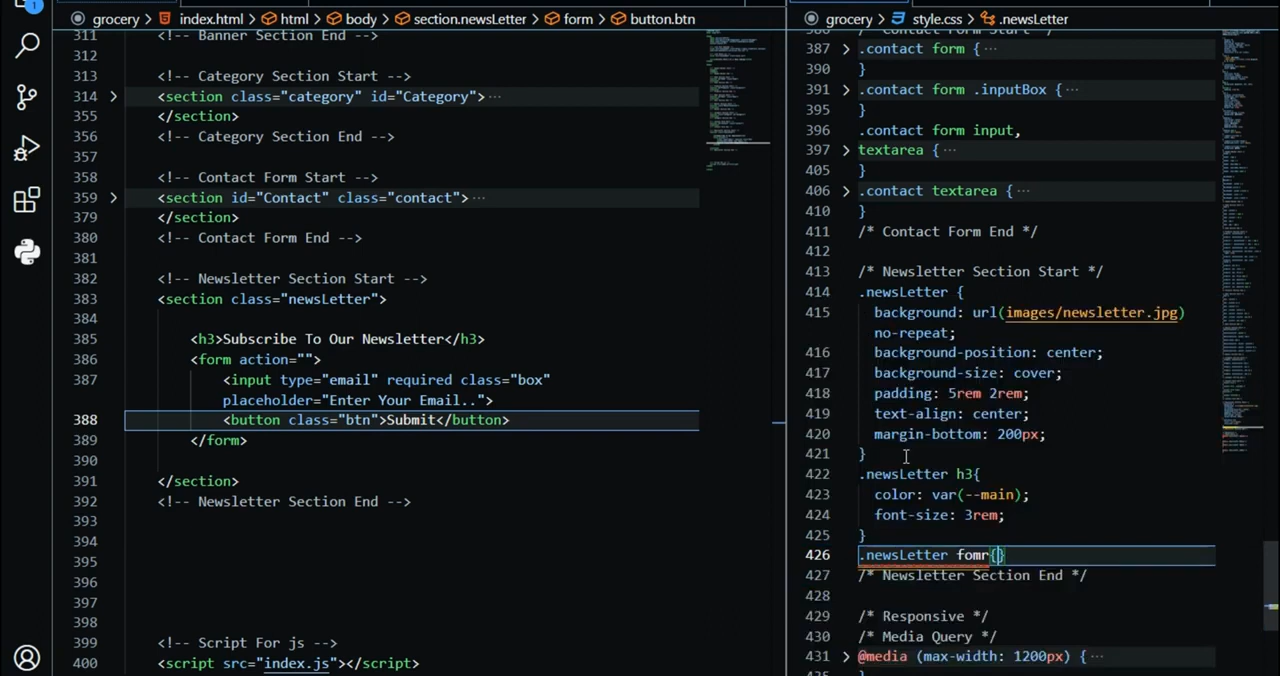 1
grocery > index.html > html > body > section.newsLetter > form > button.btn
311 <!-- Banner Section End -->
312
313 <!-- Category Section Start -->
314 > <section class="category" id="Category">···
355 </section>
356 <!-- Category Section End -->
357
358 <!-- Contact Form Start -->
359 > <section id="Contact" class="contact">···
379 </section>
380 <!-- Contact Form End -->
381
382 <!-- Newsletter Section Start -->
383 <section class="newsLetter">
384
385 <h3>Subscribe To Our Newsletter</h3>
386 <form action="">
387 <input type="email" required class="box"
placeholder="Enter Your Email..">
388 <button class="btn">Submit</button>
389 </form>
390
391 </section>
392 <!-- Newsletter Section End -->
393
394
395
396
397
398
399 <!-- Script For js -->
400 <script src="index.js"></script>
grocery > style.css > .newsLetter
386 /* Contact Form Start */
387 > .contact form {···
390 }
391 > .contact form .inputBox {···
395 }
396 .contact form input,
397 > textarea {···
405 }
406 > .contact textarea {···
410 }
411 /* Contact Form End */
412
413 /* Newsletter Section Start */
414 .newsLetter {
415 background: url(images/newsletter.jpg)
no-repeat;
416 background-position: center;
417 background-size: cover;
418 padding: 5rem 2rem;
419 text-align: center;
420 margin-bottom: 200px;
421 }
422 .newsLetter h3{
423 color: var(--main);
424 font-size: 3rem;
425 }
426 .newsLetter fomr{}
427 /* Newsletter Section End */
428
429 /* Responsive */
430 /* Media Query */
431 > @media (max-width: 1200px) {···